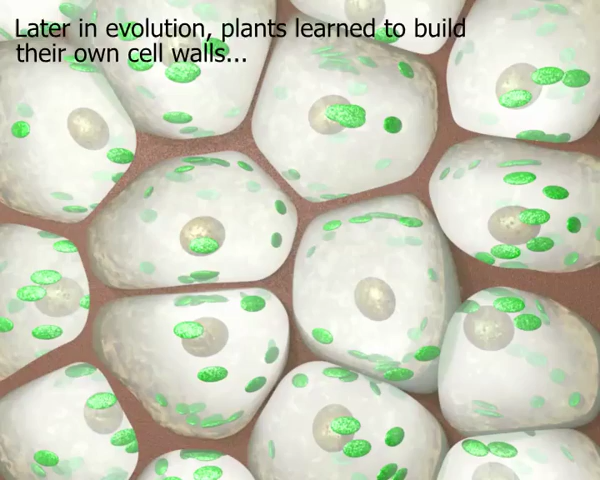 Later in evolution, plants learned to build
their own cell walls...